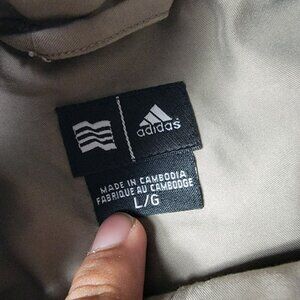 adidas
MADE IN CAMBODIA
FABRIQUE AU CAMBODGE
L/G